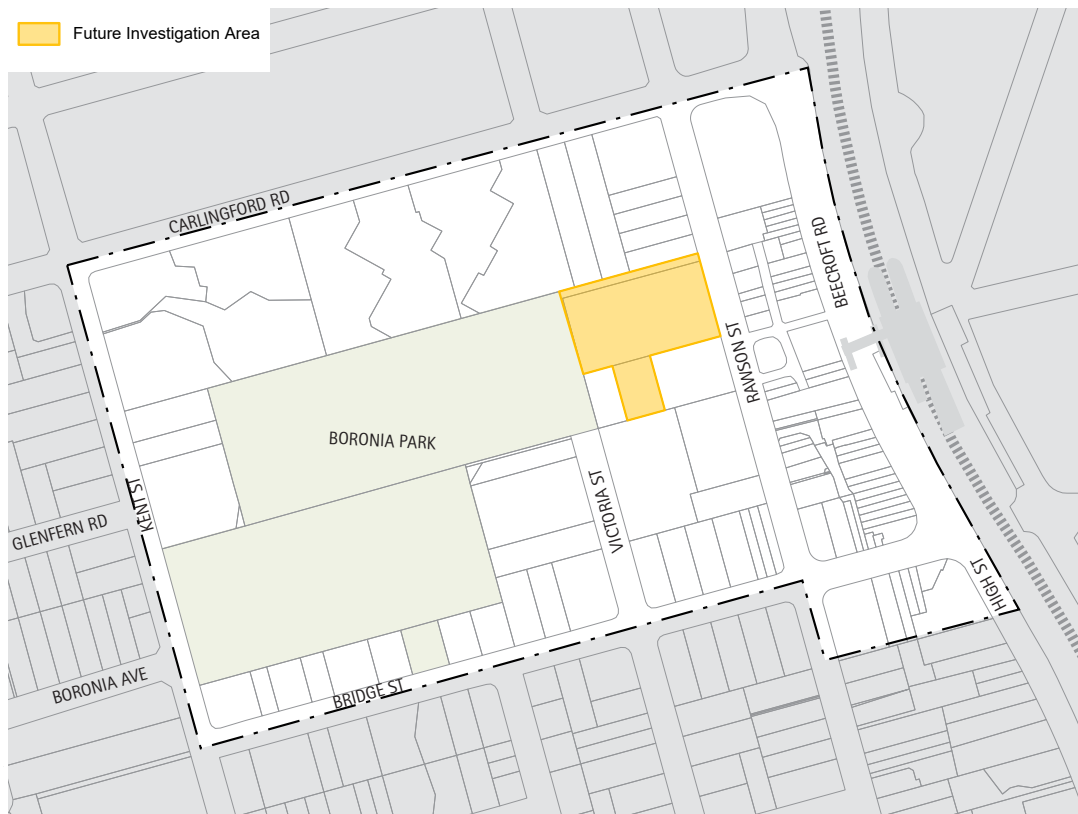 Future Investigation Area
CARLINGFORD RD
BEECROFT RD
RAWSON ST
BORONIA PARK
KENT ST
VICTORIA ST
GLENFERN RD
HIGH ST
BORONIA AVE
BRIDGE ST